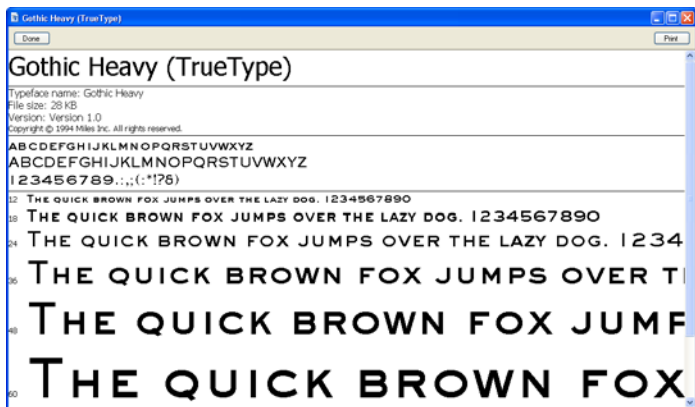 Gothic Heavy (TrueType)
Done Print
Gothic Heavy (TrueType)
Typeface name: Gothic Heavy
File size: 28 KB
Version: Version 1.0
Copyright © 1994 Miles Inc. All rights reserved.
ABCDEFGHIJKLMNOPQRSTUVWXYZ
ABCDEFGHIJKLMNOPQRSTUVWXYZ
123456789.:,;(:*!?&)
12 THE QUICK BROWN FOX JUMPS OVER THE LAZY DOG. 1234567890
18 THE QUICK BROWN FOX JUMPS OVER THE LAZY DOG. 1234567890
24 THE QUICK BROWN FOX JUMPS OVER THE LAZY DOG. 1234
36 THE QUICK BROWN FOX JUMPS OVER T
48 THE QUICK BROWN FOX JUMP
60 THE QUICK BROWN FOX